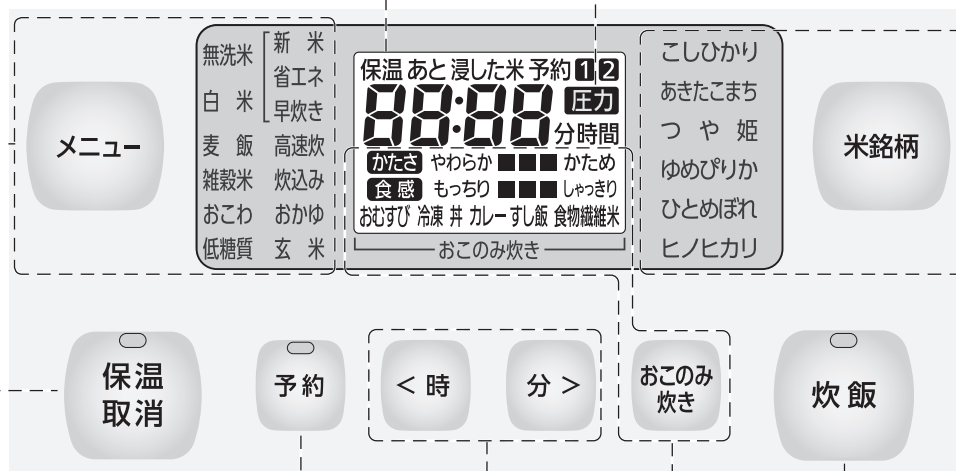 メニュー
無洗米 新 米
省エネ
白 米 早炊き
麦 飯 高速炊
雑穀米 炊込み
おこわ おかゆ
低糖質 玄 米
保温 あと 浸した米 予約 1 2
88:88 圧力
分時間
かたさ やわらか ■■■ かため
食感 もっちり ■■■ しゃっきり
おむすび 冷凍 丼 カレー すし飯 食物繊維米
おこのみ炊き
こしひかり
あきたこまち
つ や 姫
ゆめぴりか
ひとめぼれ
ヒノヒカリ
米銘柄
保温
取消
予約
< 時
分 >
おこのみ
炊き
炊飯